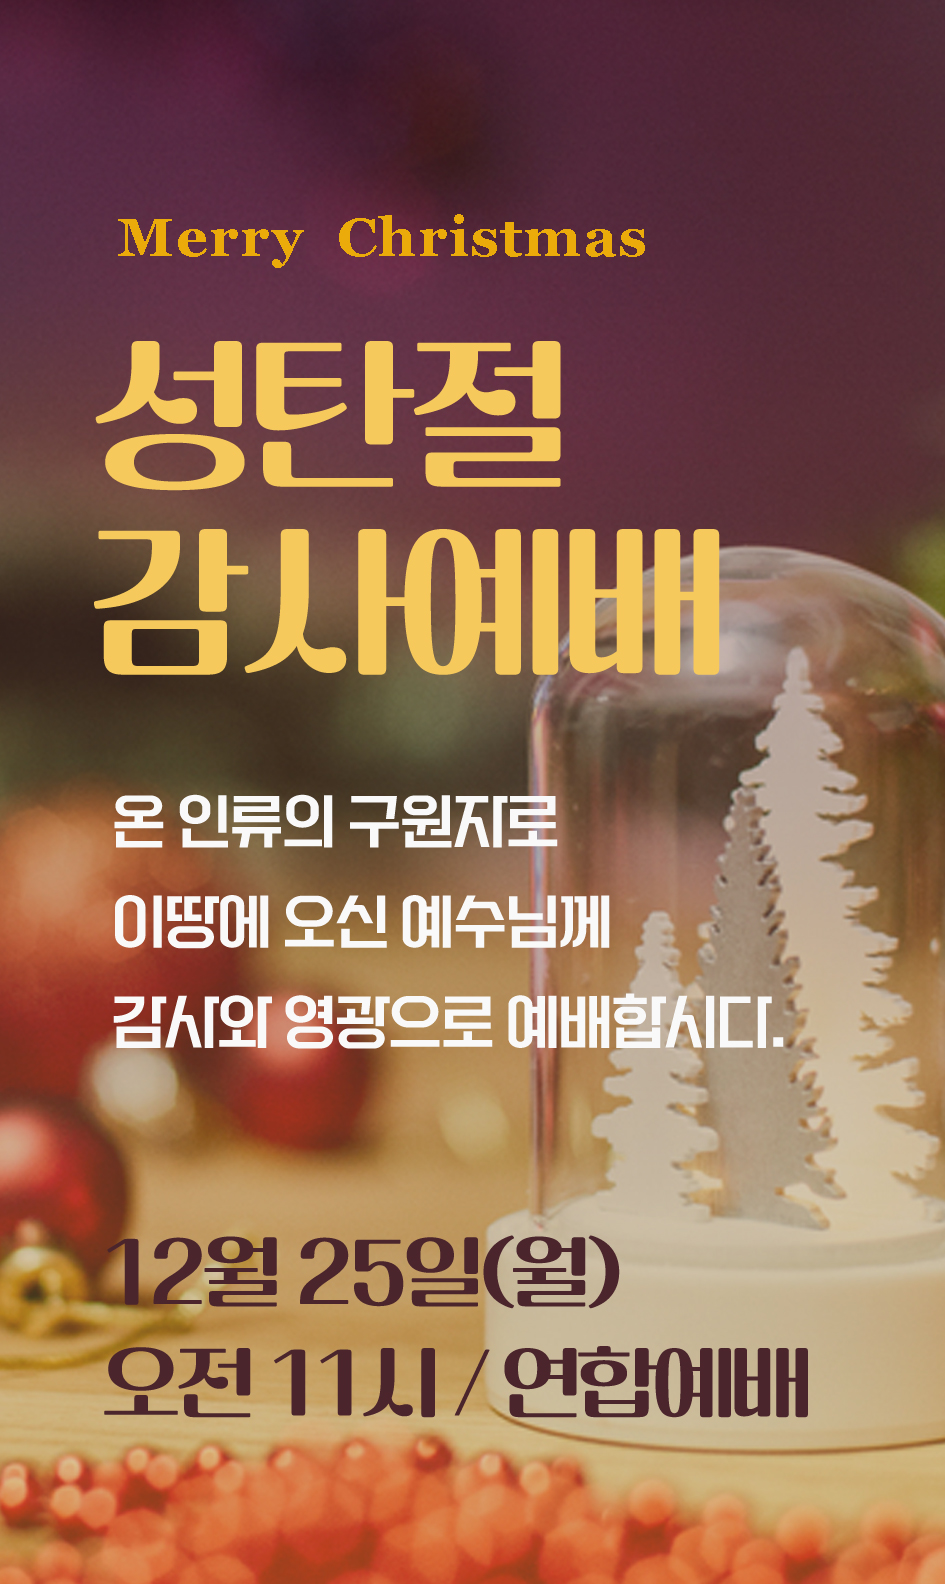 Merry Christmas
성탄절
감사예배
온 인류의 구원자로
이땅에 오신 예수님께
감사와 영광으로 예배합시다.
12월 25일(월)
오전 11시 / 연합예배